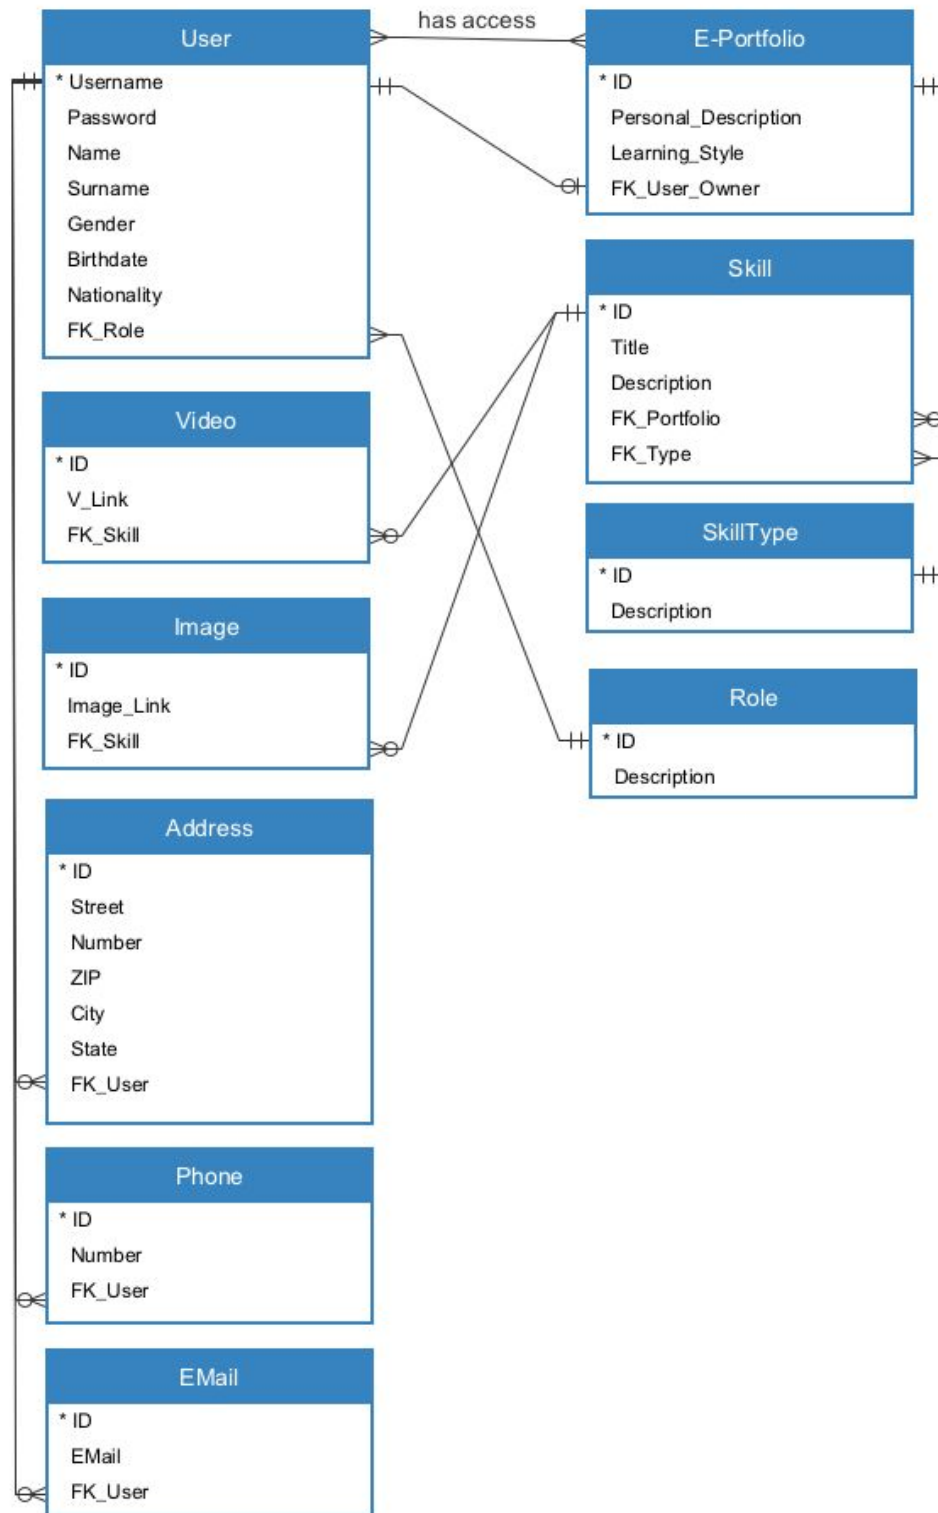 has access
User
* Username
Password
Name
Surname
Gender
Birthdate
Nationality
FK_Role
E-Portfolio
* ID
Personal_Description
Learning_Style
FK_User_Owner
Skill
* ID
Title
Description
FK_Portfolio
FK_Type
Video
* ID
V_Link
FK_Skill
SkillType
* ID
Description
Image
* ID
Image_Link
FK_Skill
Role
* ID
Description
Address
* ID
Street
Number
ZIP
City
State
FK_User
Phone
* ID
Number
FK_User
EMail
* ID
EMail
FK_User